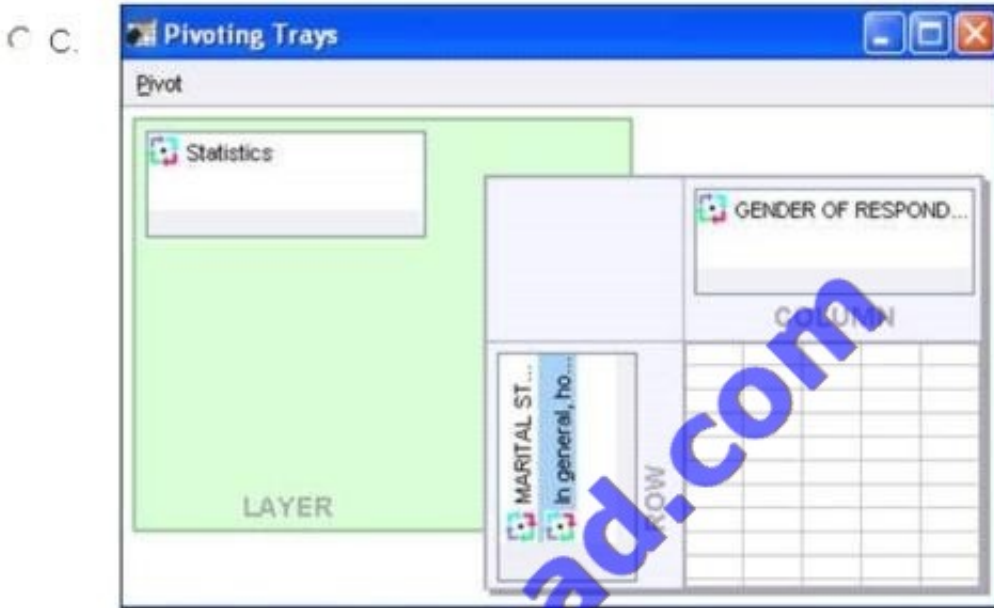 C.
Pivoting Trays
Pivot
Statistics
GENDER OF RESPOND...
COLUMN
MARITAL ST...
In general, ho...
ROW
LAYER
ad.com